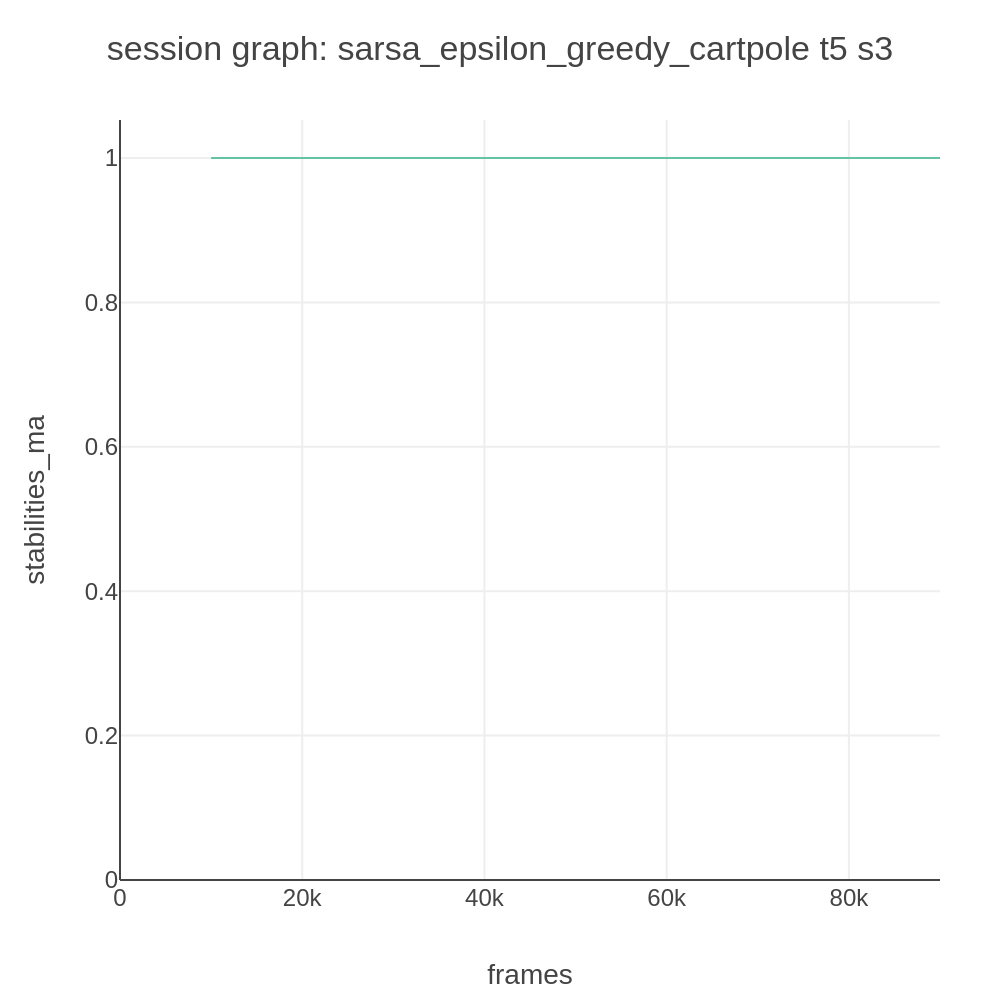 session graph: sarsa_epsilon_greedy_cartpole t5 s3
stabilities_ma
1
0.8
0.6
0.4
0.2
0
0
20k
40k
60k
80k
frames